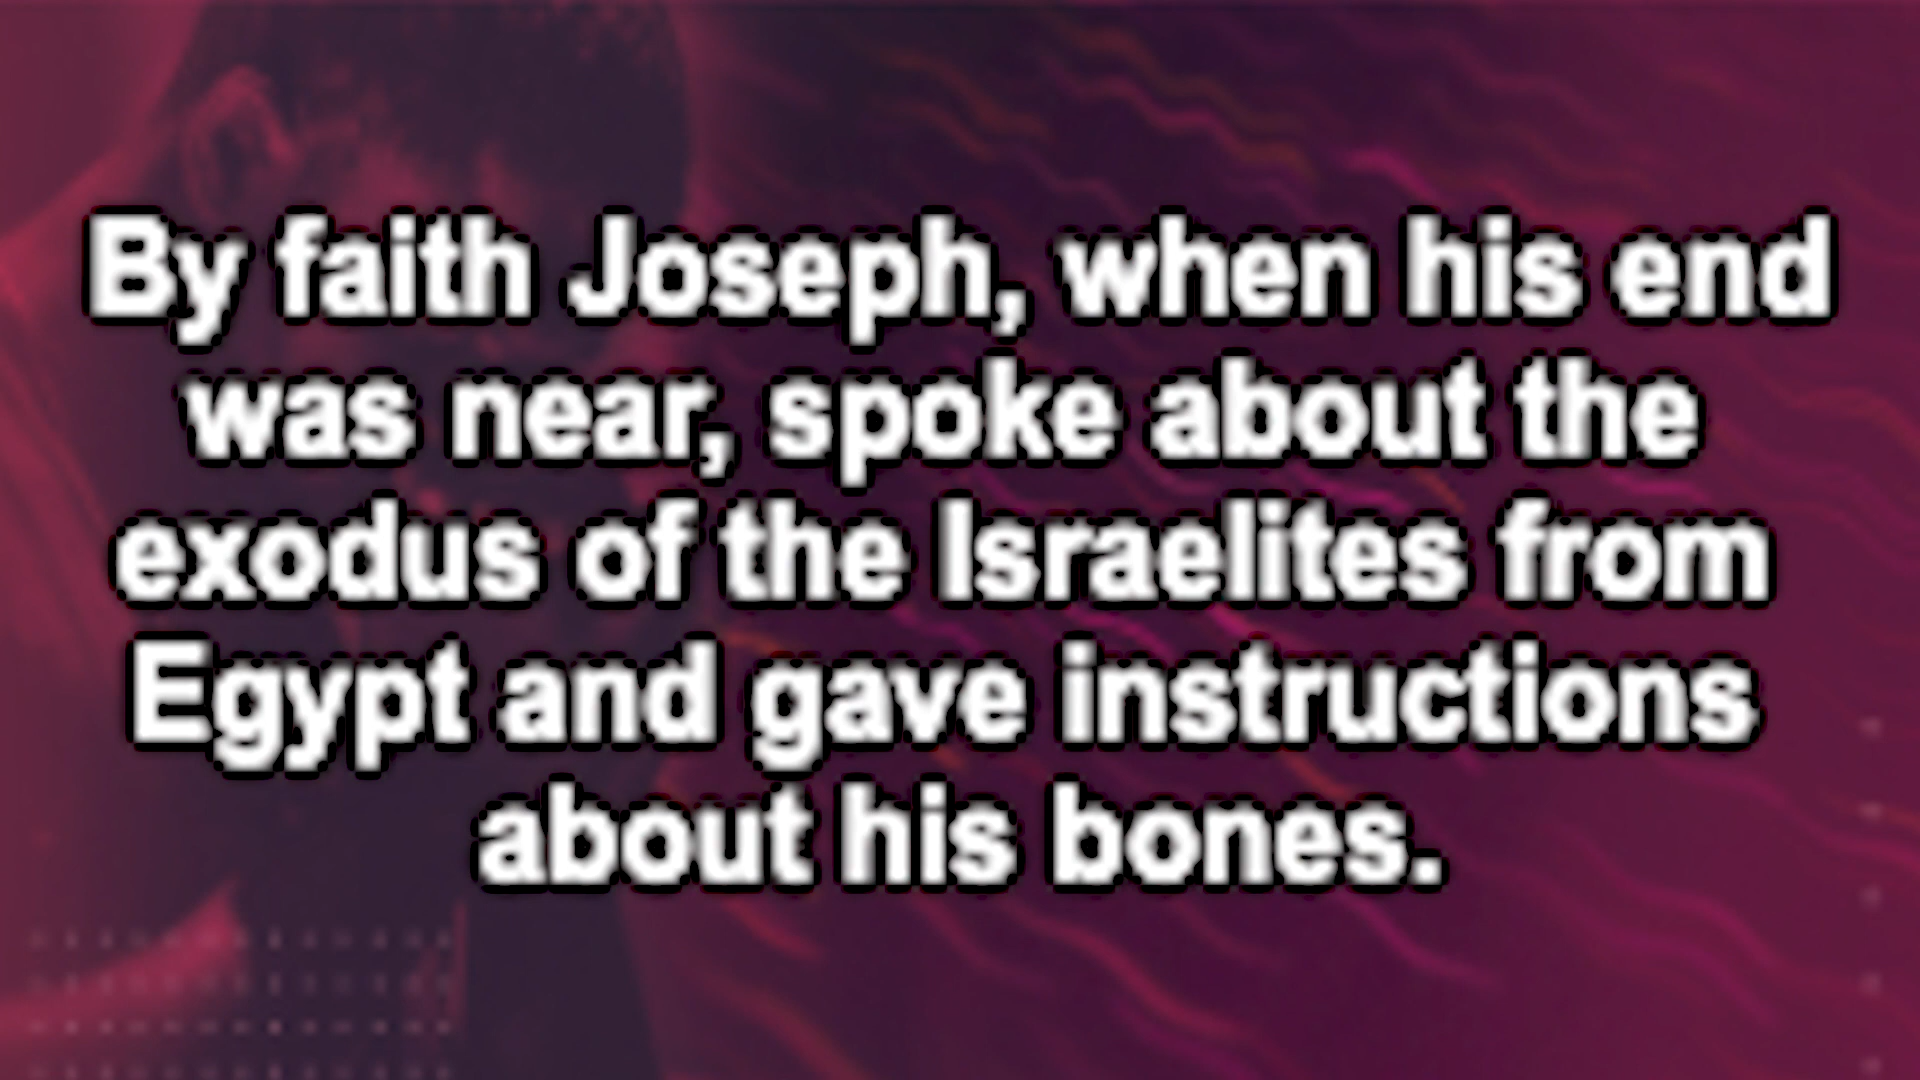 By faith Joseph, when his end
was near, spoke about the
exodus of the Israelites from
Egypt and gave instructions
about his bones.